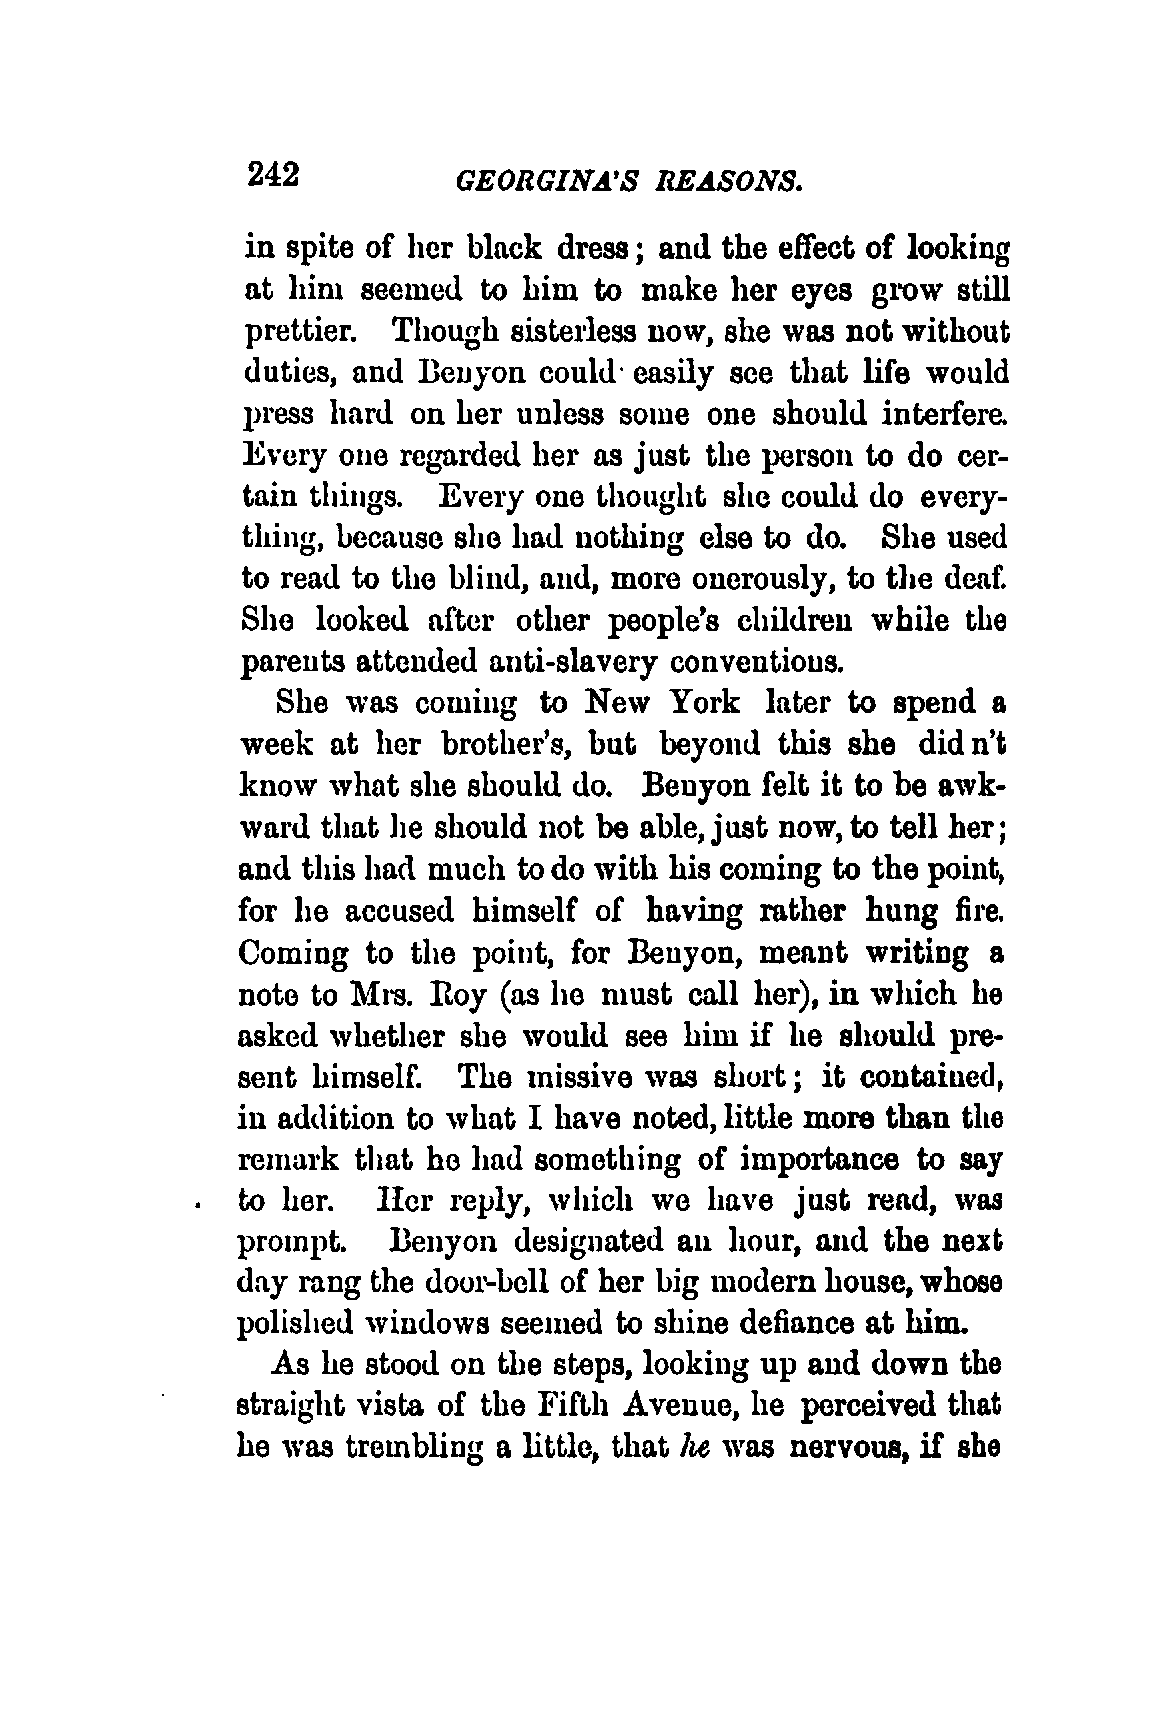 242 GEORGINA'S REASONS.
in spite of her black dress; and the effect of looking
at him seemed to him to make her eyes grow still
prettier. Though sisterless now, she was not without
duties, and Benyon could easily see that life would
press hard on her unless some one should interfere.
Every one regarded her as just the person to do cer-
tain things. Every one thought she could do every-
thing, because she had nothing else to do. She used
to read to the blind, and, more onerously, to the deaf.
She looked after other people's children while the
parents attended anti-slavery conventions.
She was coming to New York later to spend a
week at her brother's, but beyond this she did n't
know what she should do. Benyon felt it to be awk-
ward that he should not be able, just now, to tell her;
and this had much to do with his coming to the point,
for he accused himself of having rather hung fire.
Coming to the point, for Benyon, meant writing a
note to Mrs. Roy (as he must call her), in which he
asked whether she would see him if he should pre-
sent himself. The missive was short; it contained,
in addition to what I have noted, little more than the
remark that he had something of importance to say
to her. Her reply, which we have just read, was
prompt. Benyon designated an hour, and the next
day rang the door-bell of her big modern house, whose
polished windows seemed to shine defiance at him.
As he stood on the steps, looking up and down the
straight vista of the Fifth Avenue, he perceived that
he was trembling a little, that he was nervous, if she